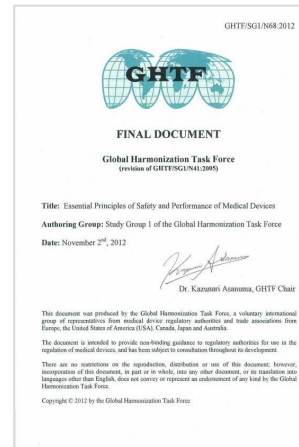 GHTF/SG1/N68:2012
GHTF
FINAL DOCUMENT
Global Harmonization Task Force
(revision of GHTF/SG1/N41:2005)
Title: Essential Principles of Safety and Performance of Medical Devices
Authoring Group: Study Group 1 of the Global Harmonization Task Force
Date: November 2nd, 2012
Dr. Kazunari Asanuma, GHTF Chair
This document was produced by the Global Harmonization Task Force, a voluntary international
group of representatives from medical device regulatory authorities and trade associations from
Europe, the United States of America (USA), Canada, Japan and Australia.
The document is intended to provide non-binding guidance to regulatory authorities for use in the
regulation of medical devices, and has been subject to consultation throughout its development.
There are no restrictions on the reproduction, distribution or use of this document; however,
incorporation of this document, in part or in whole, into any other document, or its translation into
languages other than English, does not convey or represent an endorsement of any kind by the Global
Harmonization Task Force.
Copyright © 2012 by the Global Harmonization Task Force